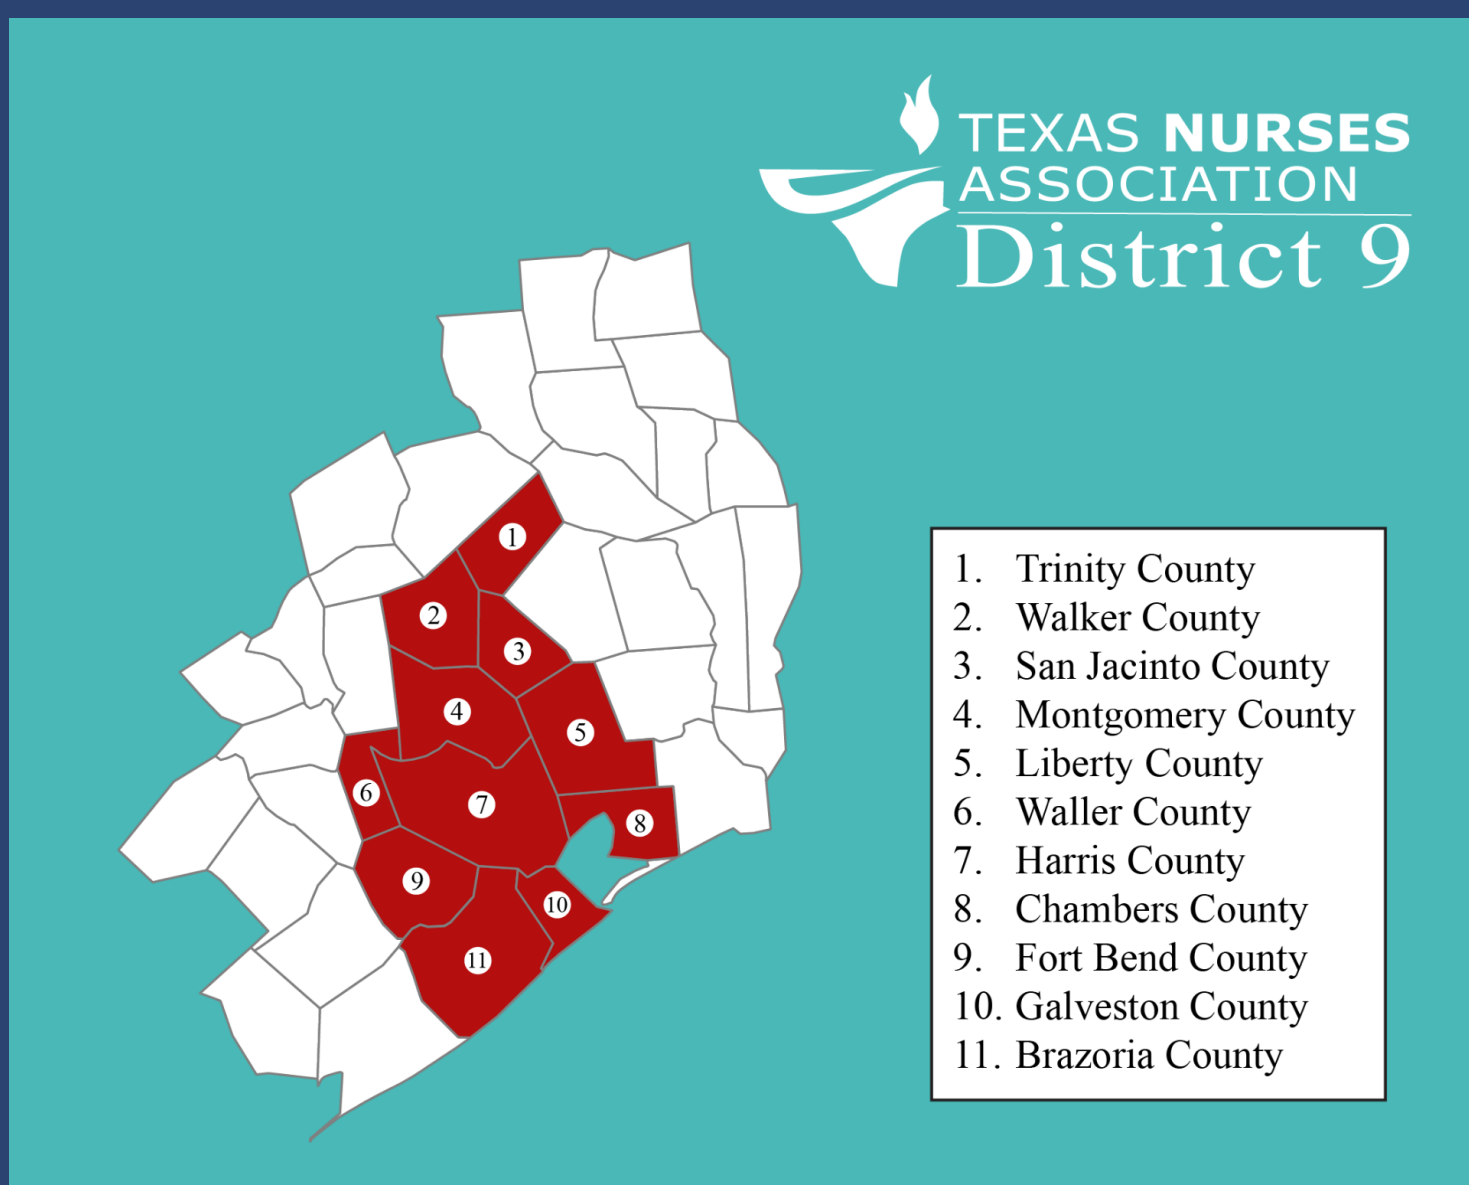 TEXAS NURSES
ASSOCIATION
District 9
1
2
3
4
5
6
7
8
9
10
11
1. Trinity County
2. Walker County
3. San Jacinto County
4. Montgomery County
5. Liberty County
6. Waller County
7. Harris County
8. Chambers County
9. Fort Bend County
10. Galveston County
11. Brazoria County